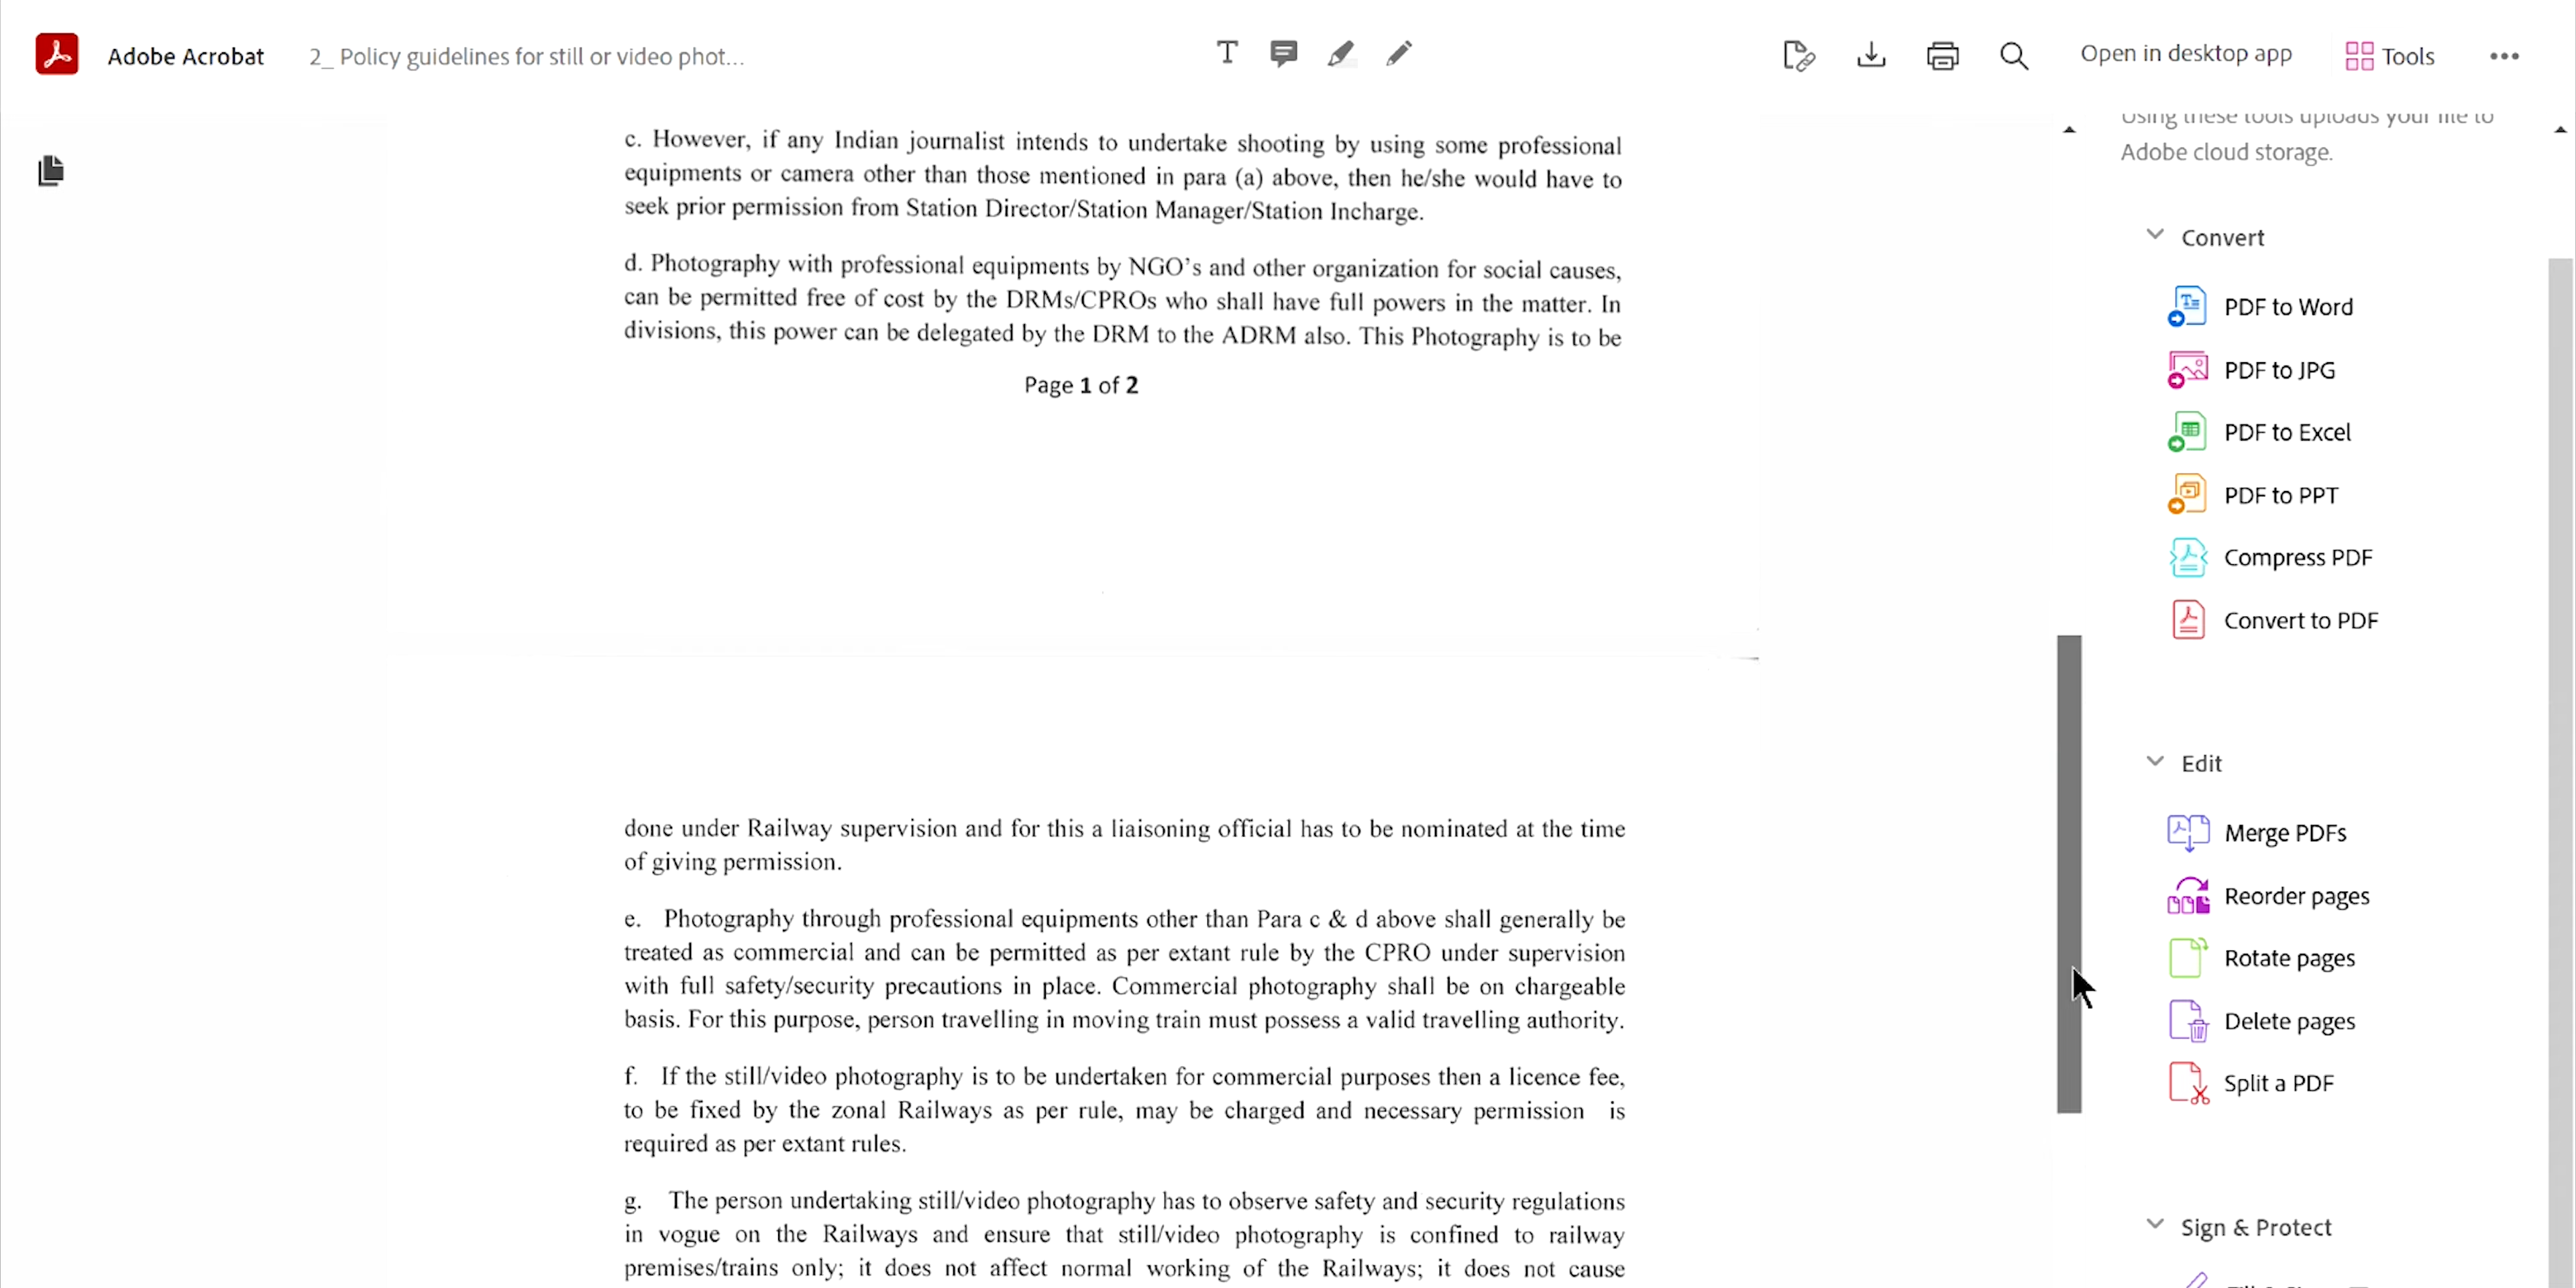 Adobe Acrobat
2_ Policy guidelines for still or video phot...
Open in desktop app
Tools
c. However, if any Indian journalist intends to undertake shooting by using some professional
equipments or camera other than those mentioned in para (a) above, then he/she would have to
seek prior permission from Station Director/Station Manager/Station Incharge.
d. Photography with professional equipments by NGO's and other organization for social causes,
can be permitted free of cost by the DRMs/CPROs who shall have full powers in the matter. In
divisions, this power can be delegated by the DRM to the ADRM also. This Photography is to be
Page 1 of 2
done under Railway supervision and for this a liaisoning official has to be nominated at the time
of giving permission.
e. Photography through professional equipments other than Para c & d above shall generally be
treated as commercial and can be permitted as per extant rule by the CPRO under supervision
with full safety/security precautions in place. Commercial photography shall be on chargeable
basis. For this purpose, person travelling in moving train must possess a valid travelling authority.
f. If the still/video photography is to be undertaken for commercial purposes then a licence fee,
to be fixed by the zonal Railways as per rule, may be charged and necessary permission is
required as per extant rules.
g. The person undertaking still/video photography has to observe safety and security regulations
in vogue on the Railways and ensure that still/video photography is confined to railway
premises/trains only; it does not affect normal working of the Railways; it does not cause
Using these tools uploads your file to
Adobe cloud storage.
Convert
PDF to Word
PDF to JPG
PDF to Excel
PDF to PPT
Compress PDF
Convert to PDF
Edit
Merge PDFs
Reorder pages
Rotate pages
Delete pages
Split a PDF
Sign & Protect